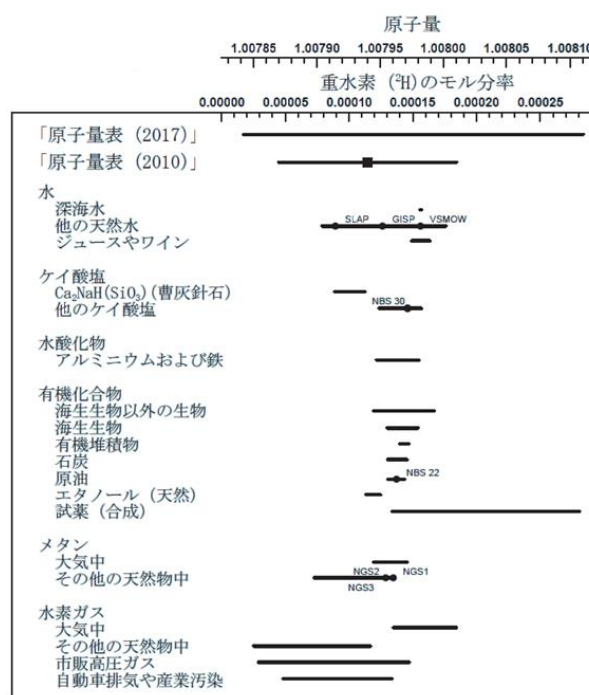 原子量
1.00785 1.00790 1.00795 1.00800 1.00805 1.00810
重水素 (²H)のモル分率
0.00000 0.00005 0.00010 0.00015 0.00020 0.00025
「原子量表 (2017)」
「原子量表 (2010)」
水
深海水
他の天然水
SLAP GISP VSMOW
ジュースやワイン
ケイ酸塩
Ca₂NaH(SiO₃)(曹灰針石)
他のケイ酸塩
NBS 30
水酸化物
アルミニウムおよび鉄
有機化合物
海生生物以外の生物
海生生物
有機堆積物
石炭
原油
NBS 22
エタノール (天然)
試薬 (合成)
メタン
大気中
その他の天然物中
NGS2 NGS1
NGS3
水素ガス
大気中
その他の天然物中
市販高圧ガス
自動車排気や産業汚染